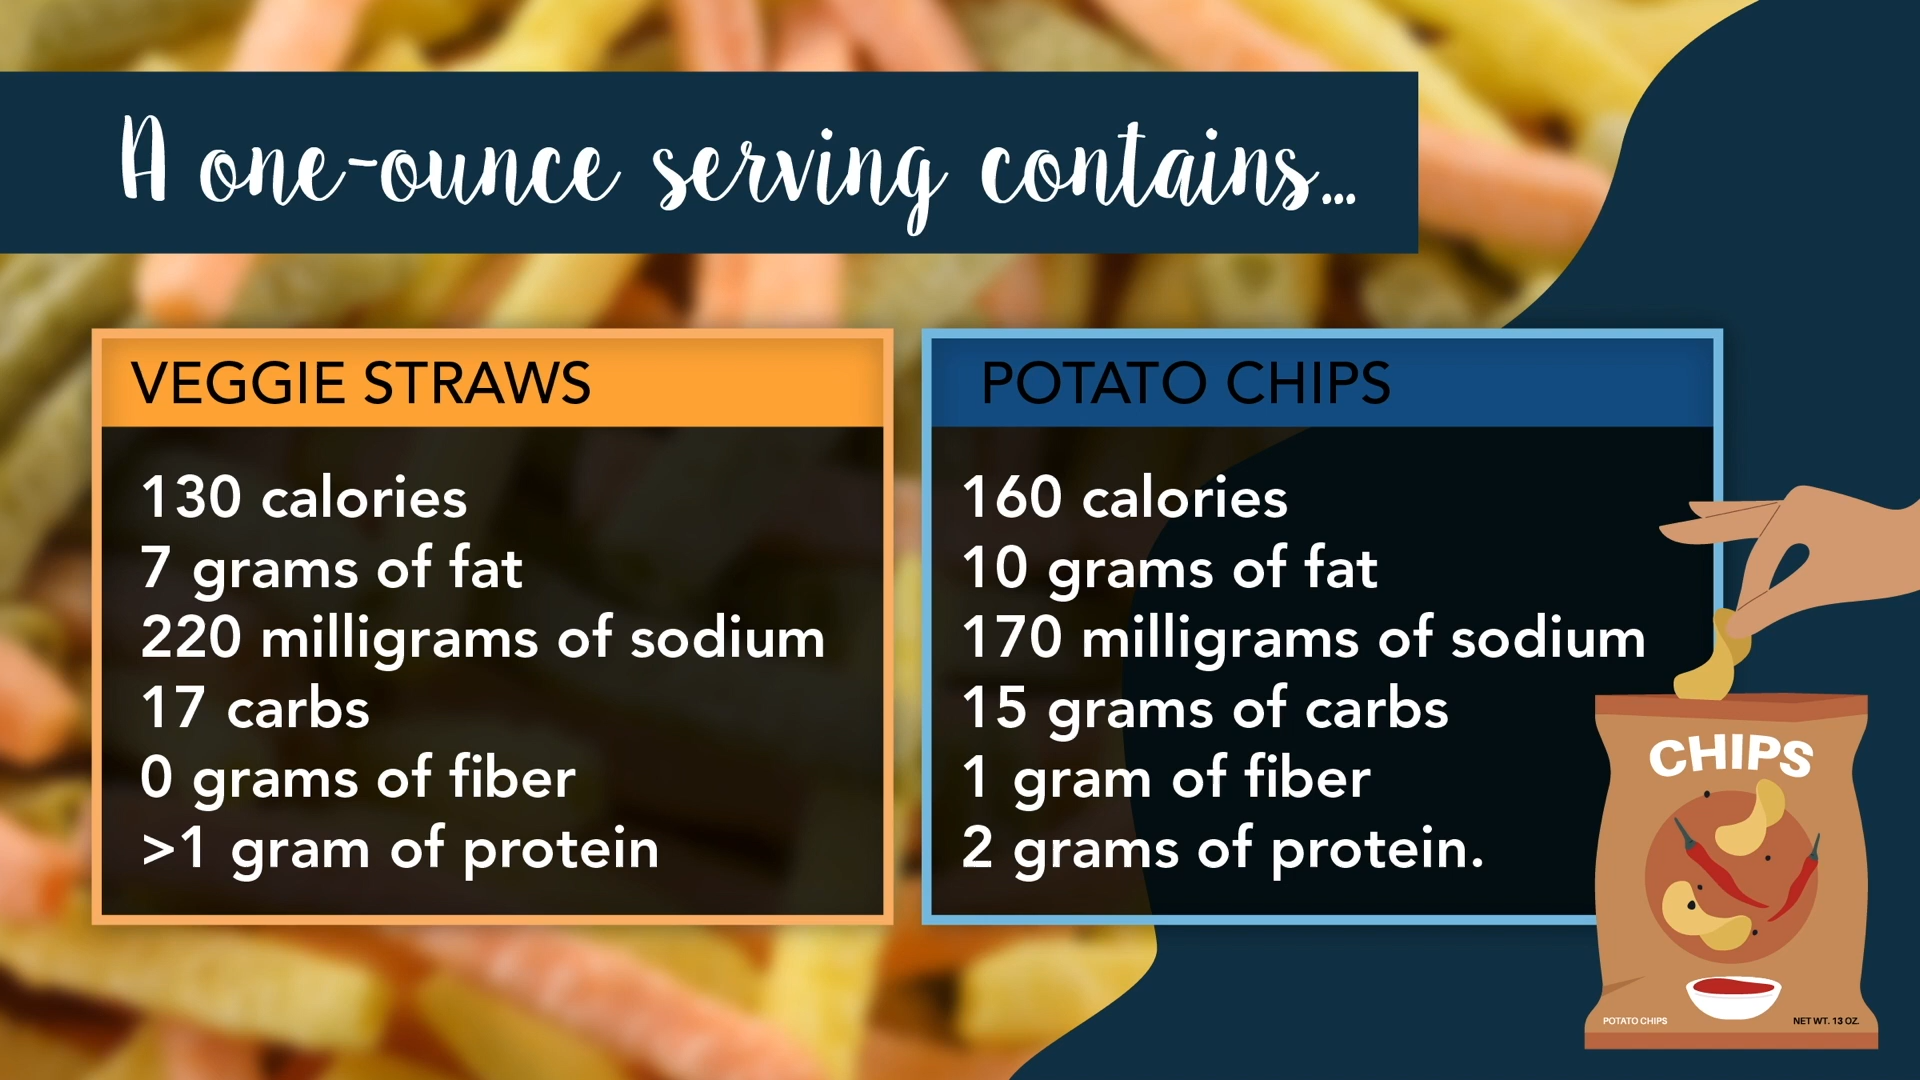 A one-ounce serving contains...
VEGGIE STRAWS
130 calories
7 grams of fat
220 milligrams of sodium
17 carbs
0 grams of fiber
>1 gram of protein
POTATO CHIPS
160 calories
10 grams of fat
170 milligrams of sodium
15 grams of carbs
1 gram of fiber
2 grams of protein.
CHIPS
POTATO CHIPS
NET WT. 13 OZ.